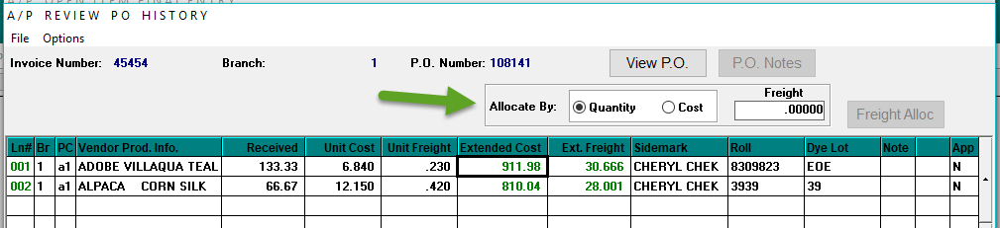 A/P OPEN ITEM FINAL ENTRY
A/P REVIEW PO HISTORY
File Options
Invoice Number: 45454 Branch: 1 P.O. Number: 108141 View P.O. P.O. Notes
Allocate By: Quantity Cost Freight .00000 Freight Alloc
Ln# Br PC Vendor Prod. Info. Received Unit Cost Unit Freight Extended Cost Ext. Freight Sidemark Roll Dye Lot Note App
001 1 a1 ADOBE VILLAQUA TEAL 133.33 6.840 .230 911.98 30.666 CHERYL CHEK 8309823 EOE N
002 1 a1 ALPACA CORN SILK 66.67 12.150 .420 810.04 28.001 CHERYL CHEK 3939 39 N